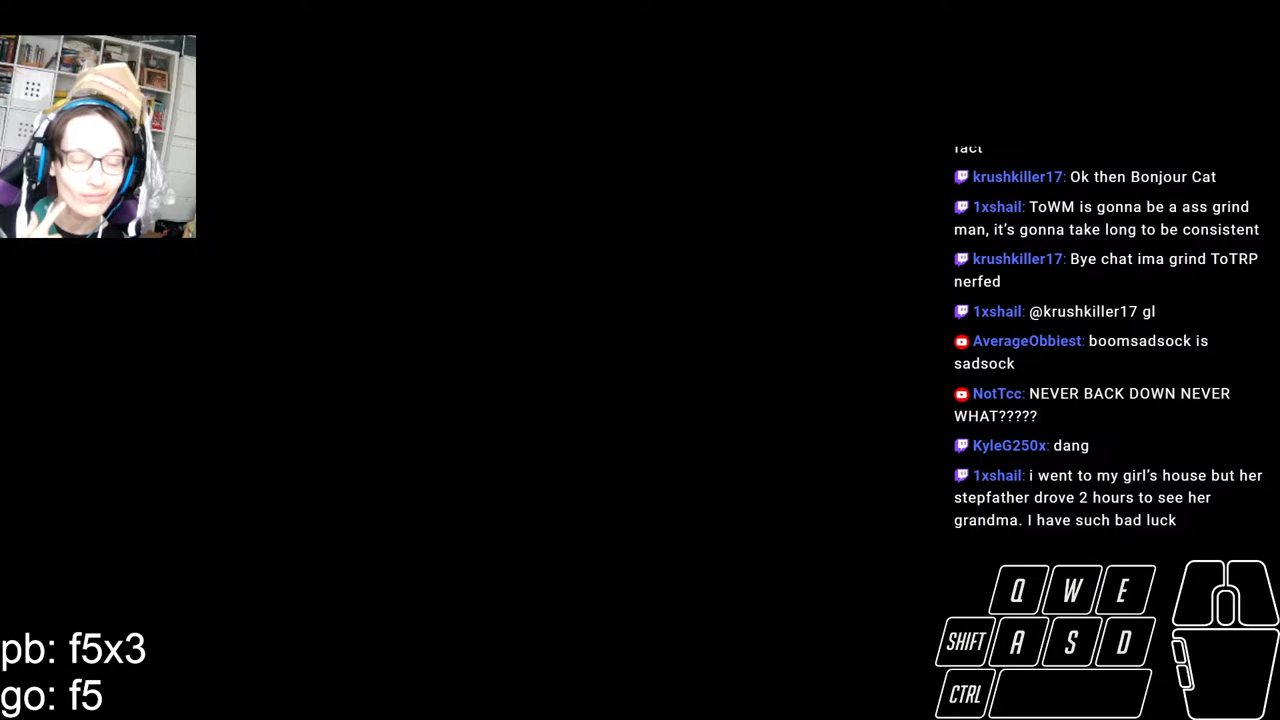 fact
krushkiller17: Ok then Bonjour Cat
1xshail: ToWM is gonna be a ass grind
man, it's gonna take long to be consistent
krushkiller17: Bye chat ima grind ToTRP
nerfed
1xshail: @krushkiller17 gl
AverageObbiest: boomsadsock is
sadsock
NotTcc: NEVER BACK DOWN NEVER
WHAT?????
KyleG250x: dang
1xshail: i went to my girl's house but her
stepfather drove 2 hours to see her
grandma. I have such bad luck
Q W E
SHIFT A S D
CTRL
pb: f5x3
go: f5